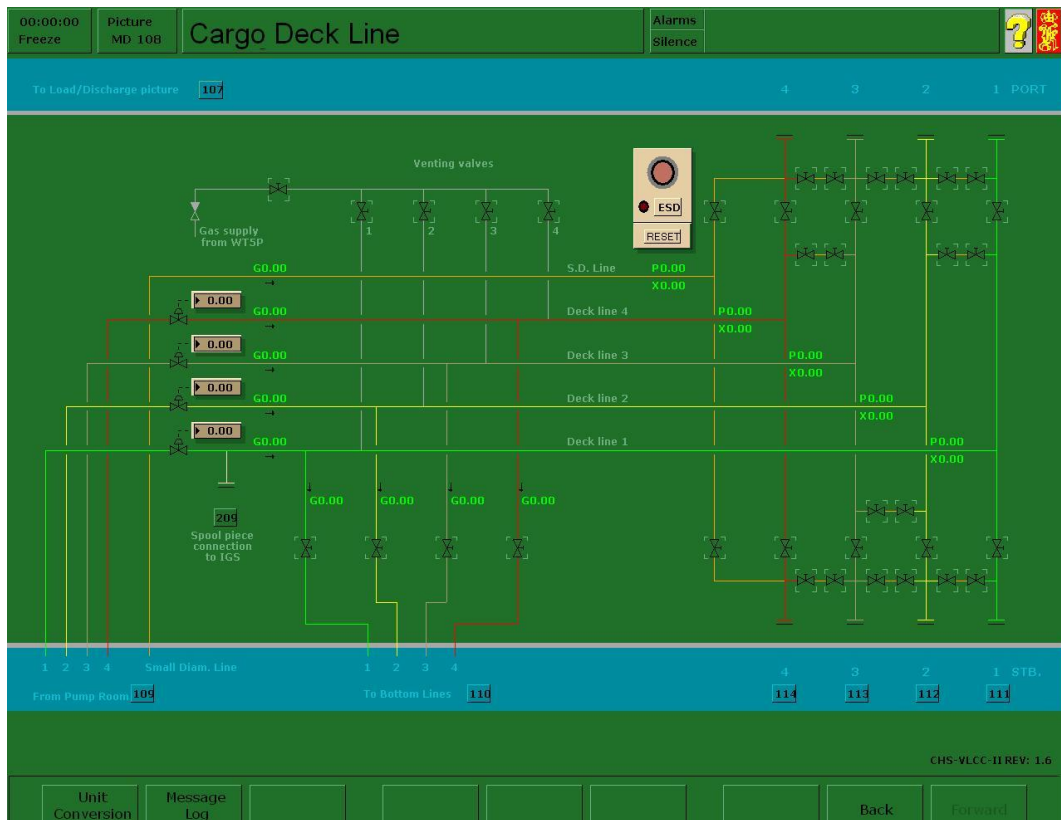 00:00:00
Freeze
Picture
MD 108
Cargo Deck Line
Alarms
Silence
?
To Load/Discharge picture 107
4 3 2 1 PORT
Venting valves
1 2 3 4
Gas supply
from WTSP
ESD
RESET
G0.00 S.D. Line P0.00
X0.00
0.00
G0.00 Deck line 4 P0.00
X0.00
0.00
G0.00 Deck line 3 P0.00
X0.00
0.00
G0.00 Deck line 2 P0.00
X0.00
0.00
G0.00 Deck line 1 P0.00
X0.00
G0.00 G0.00 G0.00 G0.00
209
Spool piece
connection
to IGS
1 2 3 4 Small Diam. Line 1 2 3 4
4 3 2 1 STB.
From Pump Room 109 To Bottom Lines 110 114 113 112 111
CHS-VLCC-II REV: 1.6
Unit
Conversion
Message
Log
Back
Forward